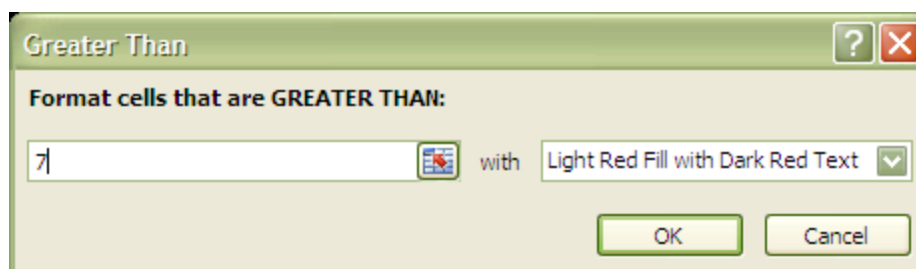 Greater Than ?
Format cells that are GREATER THAN:
7 with Light Red Fill with Dark Red Text
OK Cancel